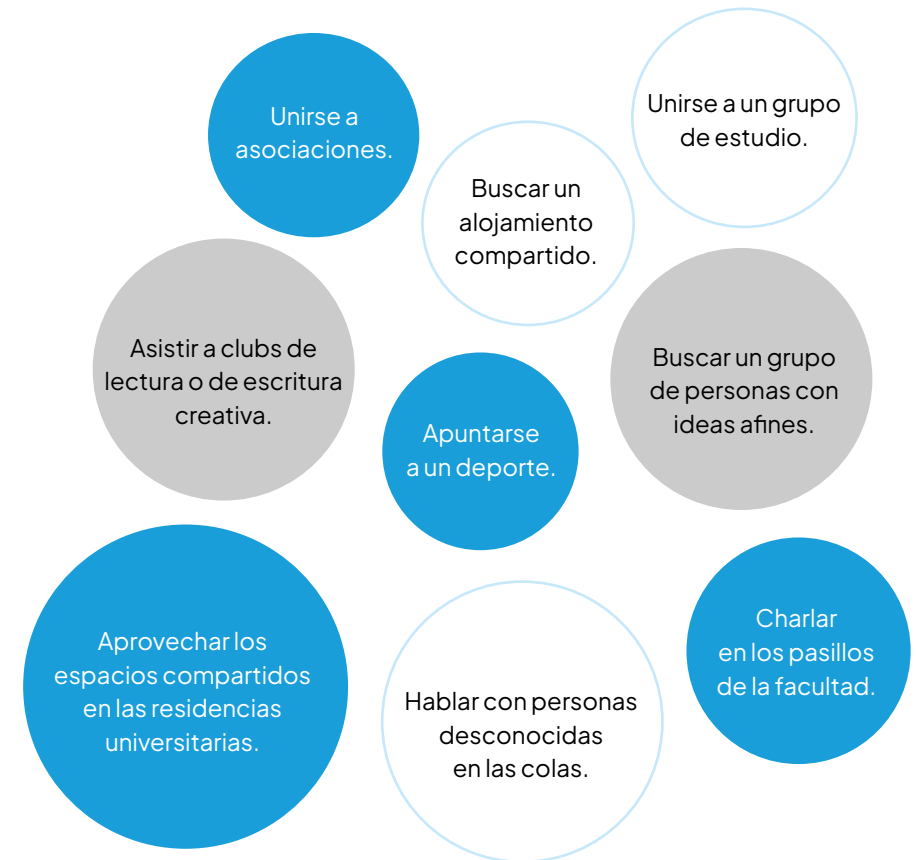 Unirse a
asociaciones.
Unirse a un grupo
de estudio.
Buscar un
alojamiento
compartido.
Asistir a clubs de
lectura o de escritura
creativa.
Buscar un grupo
de personas con
ideas afines.
Apuntarse
a un deporte.
Aprovechar los
espacios compartidos
en las residencias
universitarias.
Hablar con personas
desconocidas
en las colas.
Charlar
en los pasillos
de la facultad.